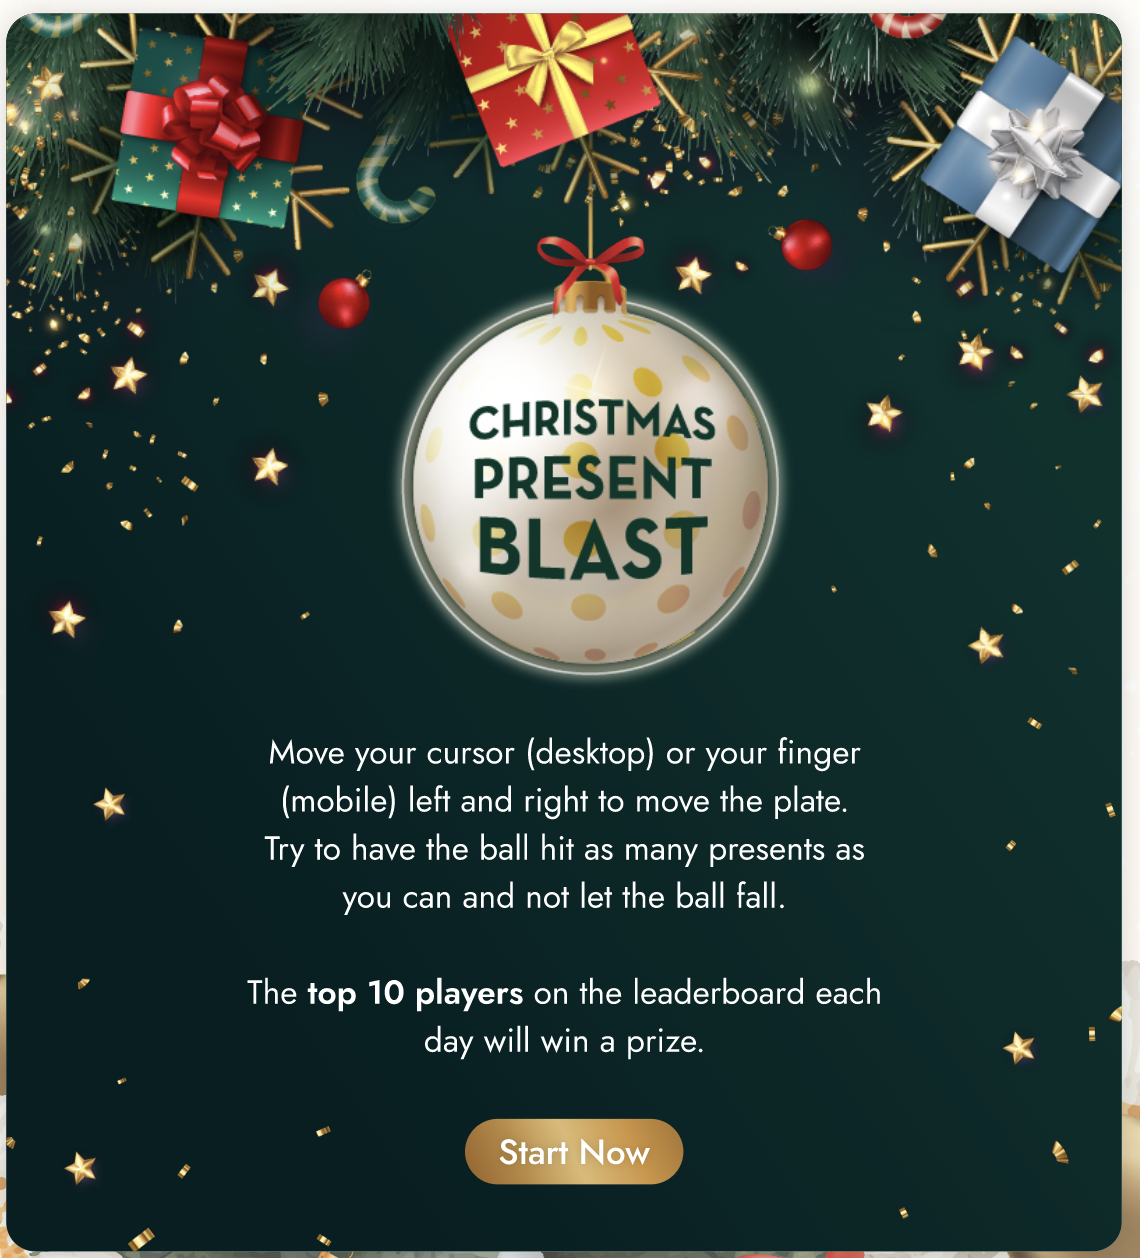 CHRISTMAS
PRESENT
BLAST
Move your cursor (desktop) or your finger
(mobile) left and right to move the plate.
Try to have the ball hit as many presents as
you can and not let the ball fall.
The top 10 players on the leaderboard each
day will win a prize.
Start Now